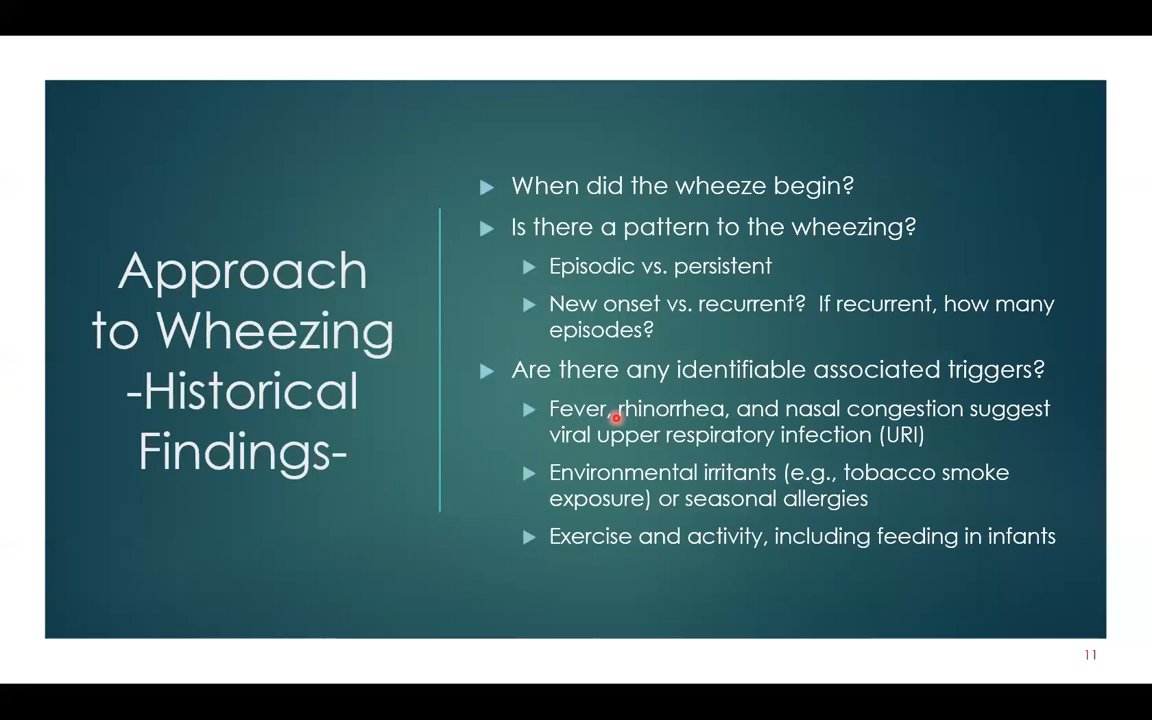 Approach
to Wheezing
-Historical
Findings-
When did the wheeze begin?
Is there a pattern to the wheezing?
Episodic vs. persistent
New onset vs. recurrent? If recurrent, how many
episodes?
Are there any identifiable associated triggers?
Fever, rhinorrhea, and nasal congestion suggest
viral upper respiratory infection (URI)
Environmental irritants (e.g., tobacco smoke
exposure) or seasonal allergies
Exercise and activity, including feeding in infants
11